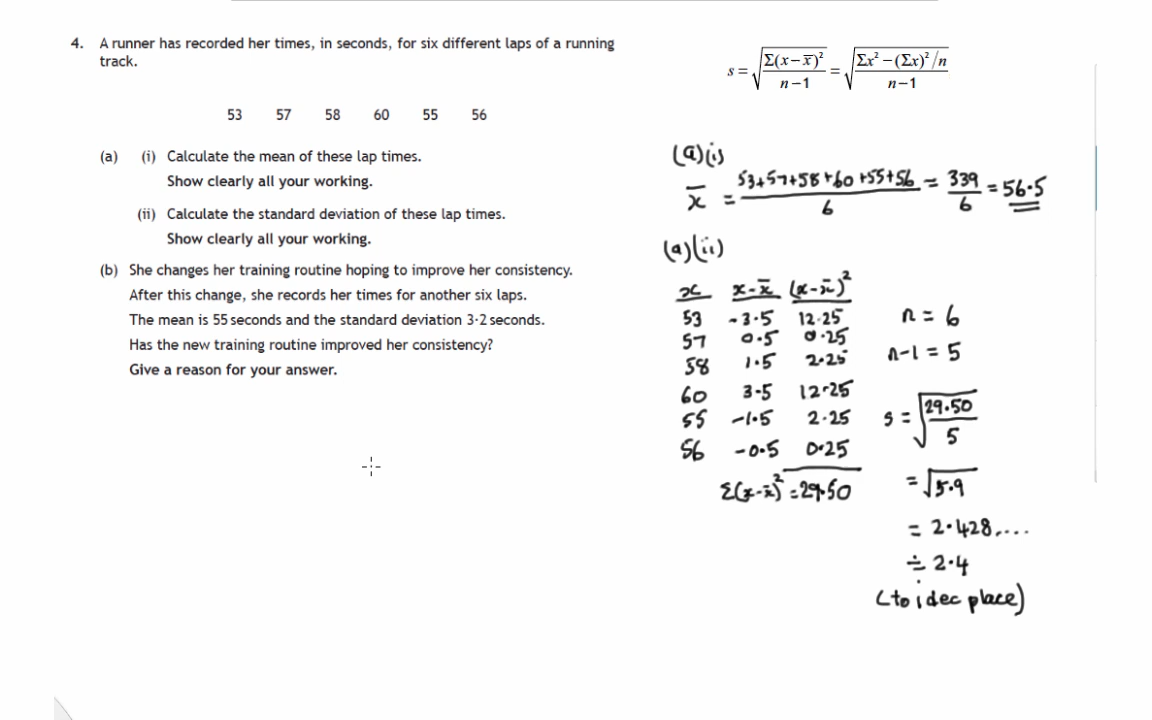 4. A runner has recorded her times, in seconds, for six different laps of a running
track.
53 57 58 60 55 56
(a) (i) Calculate the mean of these lap times.
Show clearly all your working.
(ii) Calculate the standard deviation of these lap times.
Show clearly all your working.
(b) She changes her training routine hoping to improve her consistency.
After this change, she records her times for another six laps.
The mean is 55 seconds and the standard deviation 3·2 seconds.
Has the new training routine improved her consistency?
Give a reason for your answer.
s = √(Σ(x−x̄)² / n−1) = √(Σx²−(Σx)²/n / n−1)
(a)(i)
x̄ = 53+57+58+60+55+56 / 6 = 339 / 6 = 56·5
(a)(ii)
x x-x̄ (x-x̄)²
53 -3·5 12·25
57 0·5 0·25
58 1·5 2·25
60 3·5 12·25
55 -1·5 2·25
56 -0·5 0·25
Σ(x-x̄)² = 29·50
n = 6
n-1 = 5
s = √(29·50 / 5)
= √5·9
= 2·428....
≑ 2·4
(to 1 dec place)